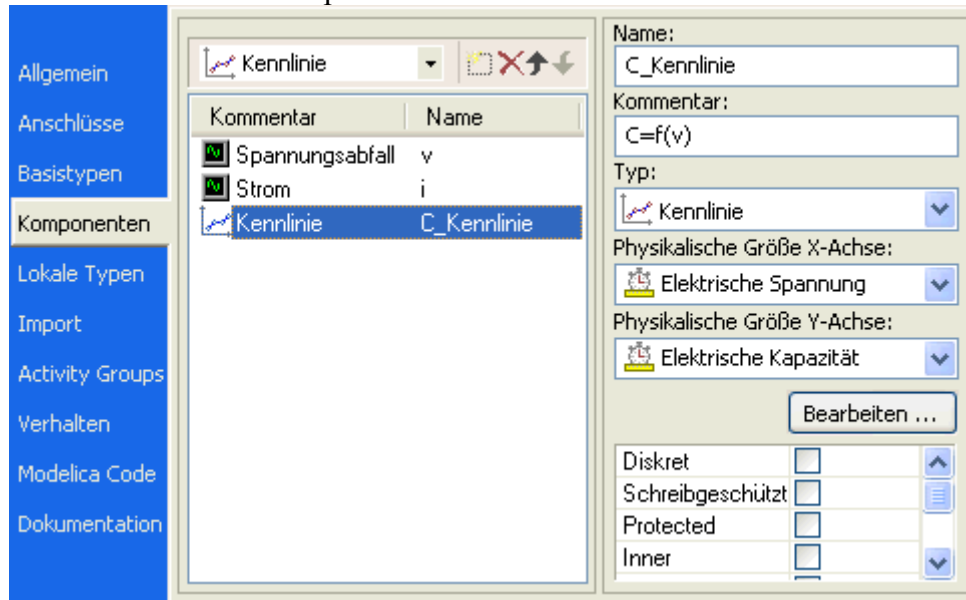 Allgemein
Anschlüsse
Basistypen
Komponenten
Lokale Typen
Import
Activity Groups
Verhalten
Modelica Code
Dokumentation
Kennlinie
Kommentar Name
Spannungsabfall v
Strom i
Kennlinie C_Kennlinie
Name:
C_Kennlinie
Kommentar:
C=f(v)
Typ:
Kennlinie
Physikalische Größe X-Achse:
Elektrische Spannung
Physikalische Größe Y-Achse:
Elektrische Kapazität
Bearbeiten ...
Diskret
Schreibgeschützt
Protected
Inner